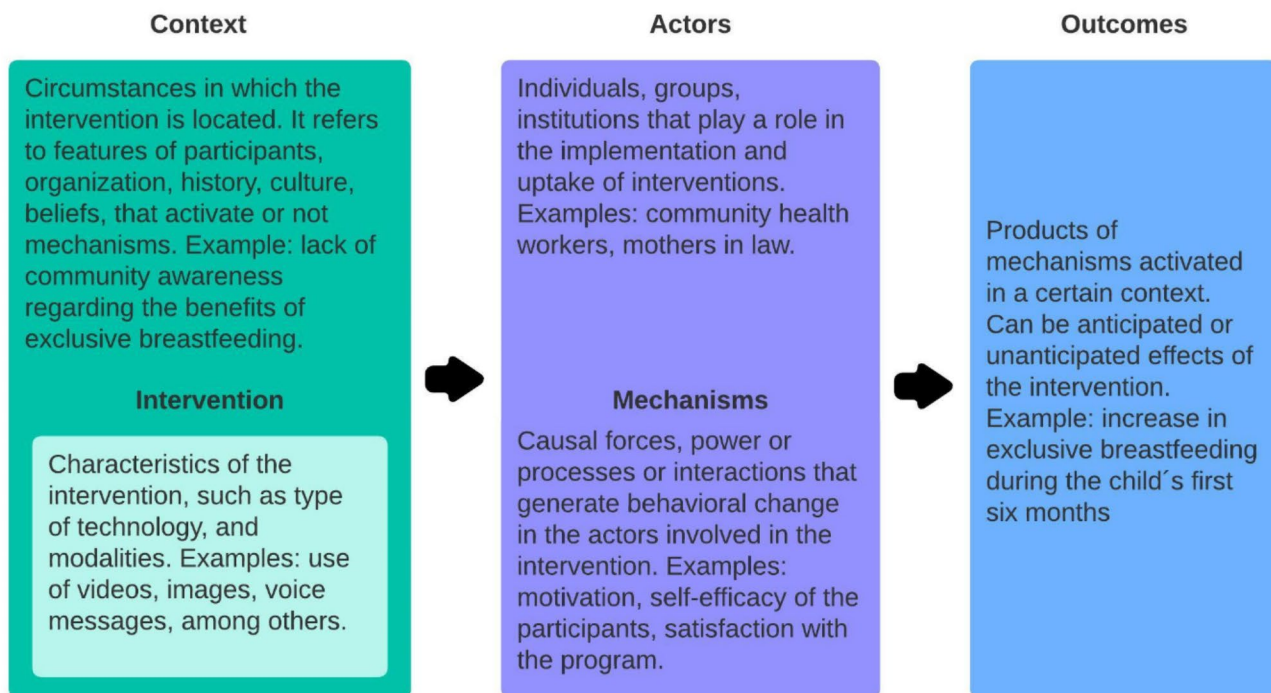 Context
Circumstances in which the
intervention is located. It refers
to features of participants,
organization, history, culture,
beliefs, that activate or not
mechanisms. Example: lack of
community awareness
regarding the benefits of
exclusive breastfeeding.
Intervention
Characteristics of the
intervention, such as type
of technology, and
modalities. Examples: use
of videos, images, voice
messages, among others.
Actors
Individuals, groups,
institutions that play a role in
the implementation and
uptake of interventions.
Examples: community health
workers, mothers in law.
Mechanisms
Causal forces, power or
processes or interactions that
generate behavioral change
in the actors involved in the
intervention. Examples:
motivation, self-efficacy of the
participants, satisfaction with
the program.
Outcomes
Products of
mechanisms activated
in a certain context.
Can be anticipated or
unanticipated effects of
the intervention.
Example: increase in
exclusive breastfeeding
during the child´s first
six months